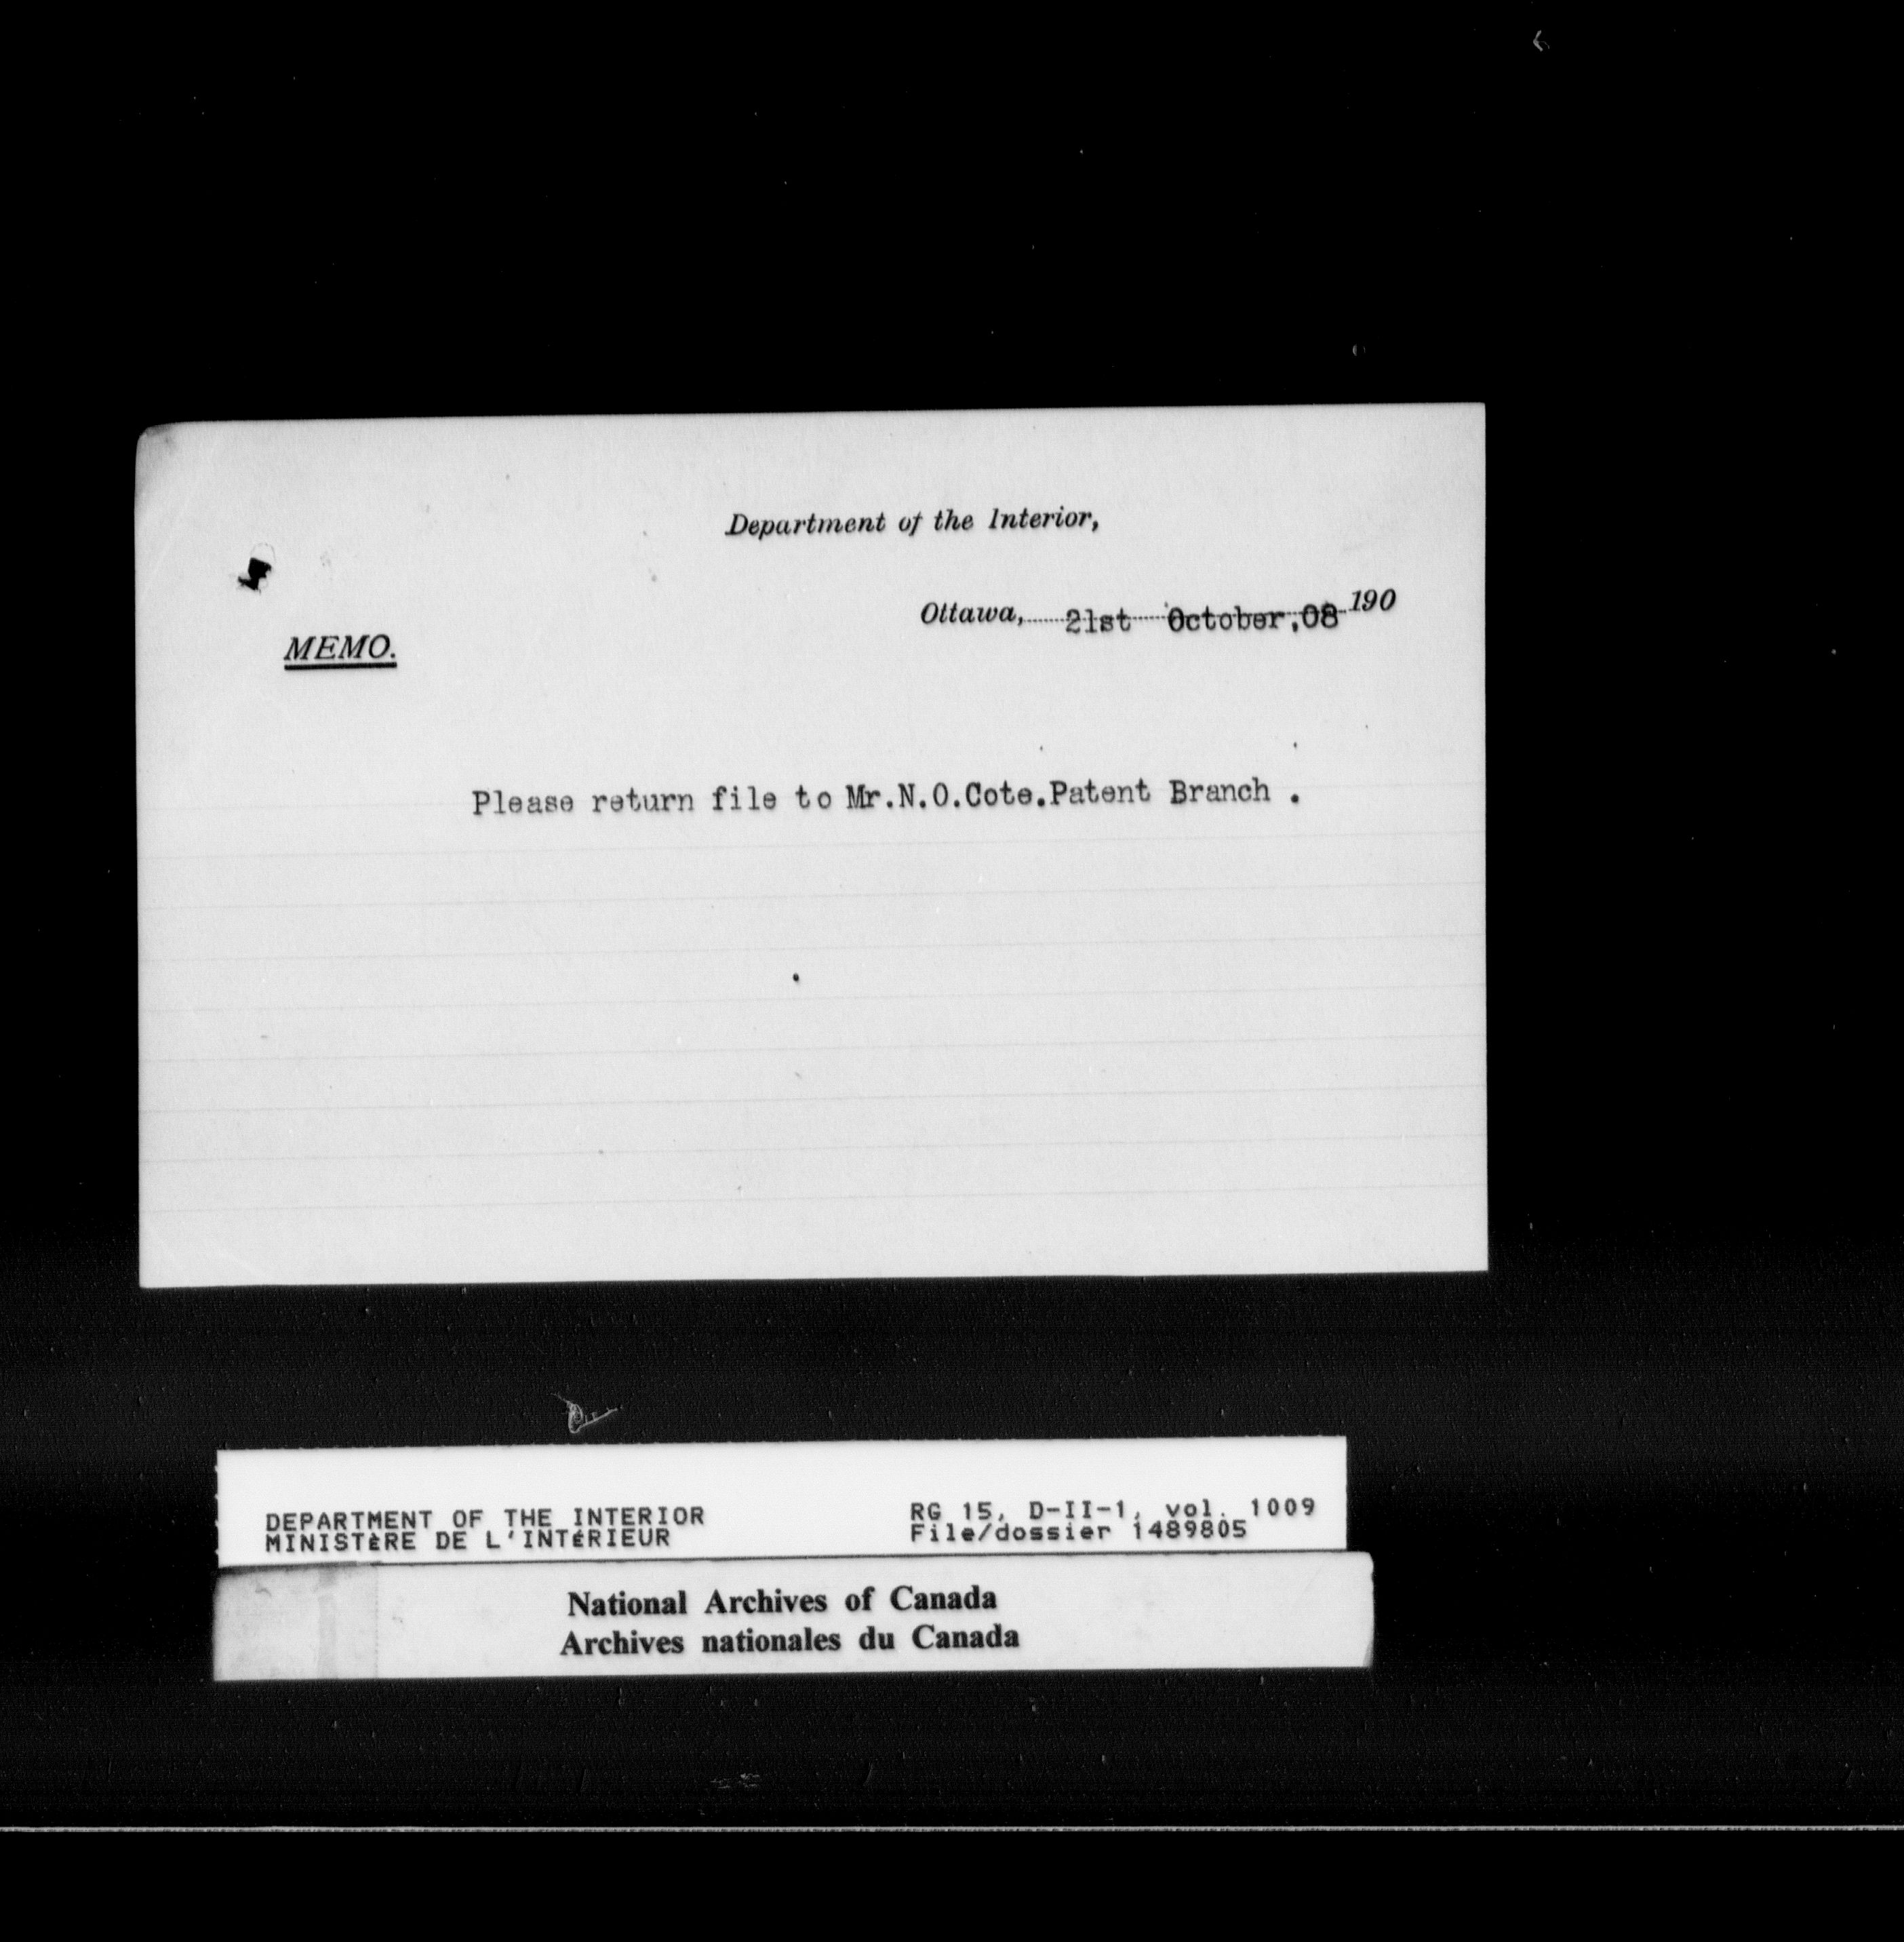 Department of the Interior,
Ottawa, 21st October,08 190
MEMO.
Please return file to Mr.N.O.Cote.Patent Branch .
DEPARTMENT OF THE INTERIOR RG 15, D-II-1, vol. 1009
MINISTÈRE DE L'INTÉRIEUR File/dossier 1489805
National Archives of Canada
Archives nationales du Canada